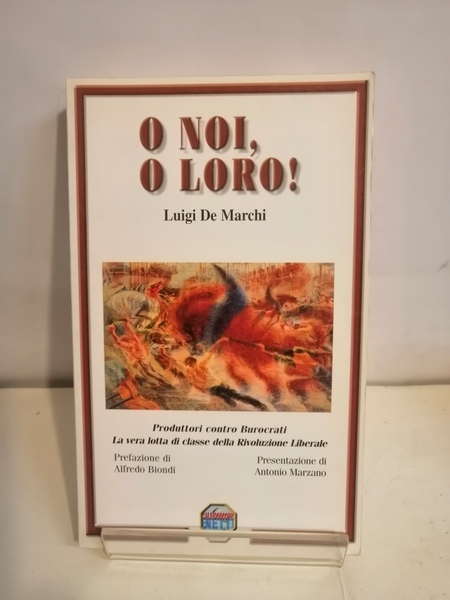 O NOI,
O LORO!
Luigi De Marchi
Produttori contro Burocrati
La vera lotta di classe della Rivoluzione Liberale
Prefazione di
Alfredo Biondi
Presentazione di
Antonio Marzano